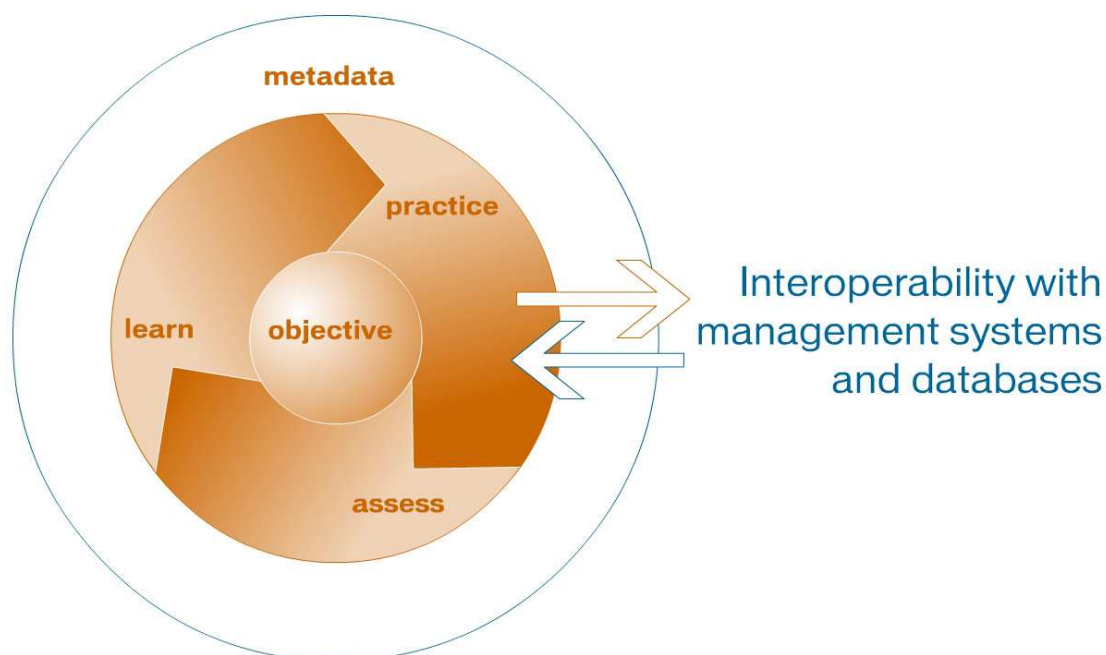 metadata
practice
learn
objective
assess
Interoperability with
management systems
and databases